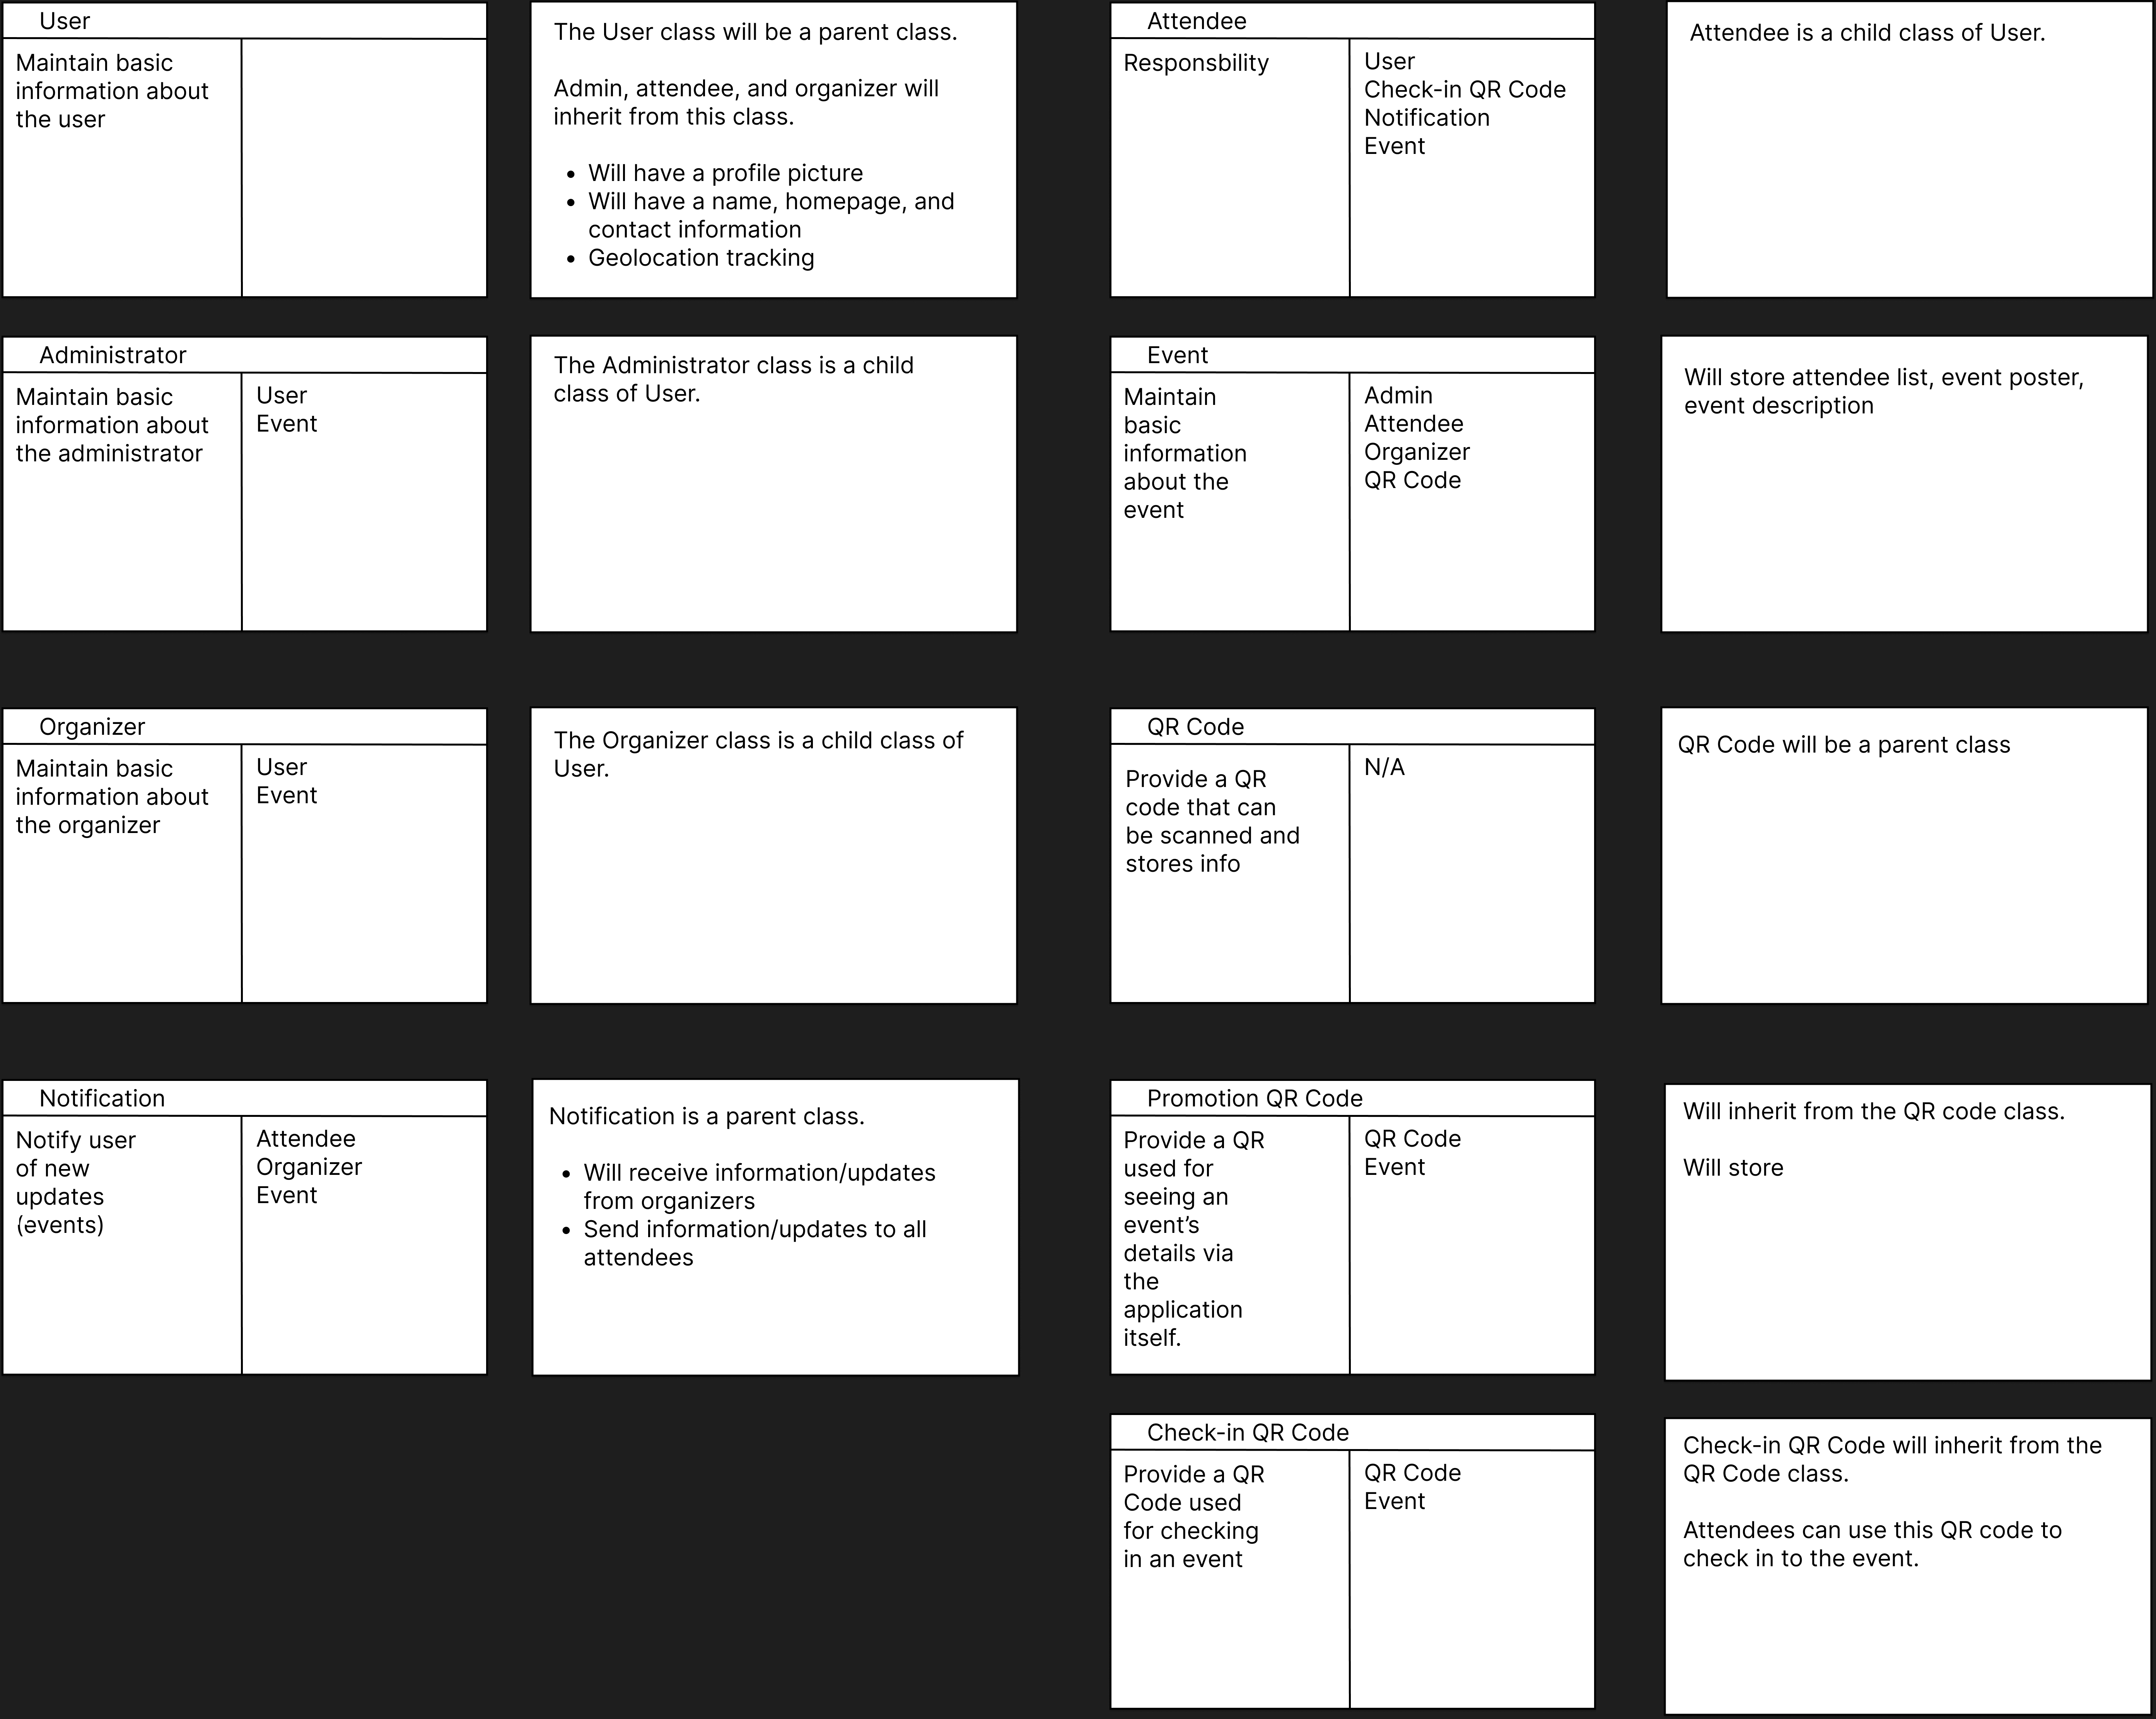 User
Maintain basic
information about
the user
The User class will be a parent class.
Admin, attendee, and organizer will
inherit from this class.
• Will have a profile picture
• Will have a name, homepage, and
contact information
• Geolocation tracking
Attendee
Responsbility
User
Check-in QR Code
Notification
Event
Attendee is a child class of User.
Administrator
Maintain basic
information about
the administrator
User
Event
The Administrator class is a child
class of User.
Event
Maintain
basic
information
about the
event
Admin
Attendee
Organizer
QR Code
Will store attendee list, event poster,
event description
Organizer
Maintain basic
information about
the organizer
User
Event
The Organizer class is a child class of
User.
QR Code
Provide a QR
code that can
be scanned and
stores info
N/A
QR Code will be a parent class
Notification
Notify user
of new
updates
(events)
Attendee
Organizer
Event
Notification is a parent class.
• Will receive information/updates
from organizers
• Send information/updates to all
attendees
Promotion QR Code
Provide a QR
used for
seeing an
event’s
details via
the
application
itself.
QR Code
Event
Will inherit from the QR code class.
Will store
Check-in QR Code
Provide a QR
Code used
for checking
in an event
QR Code
Event
Check-in QR Code will inherit from the
QR Code class.
Attendees can use this QR code to
check in to the event.